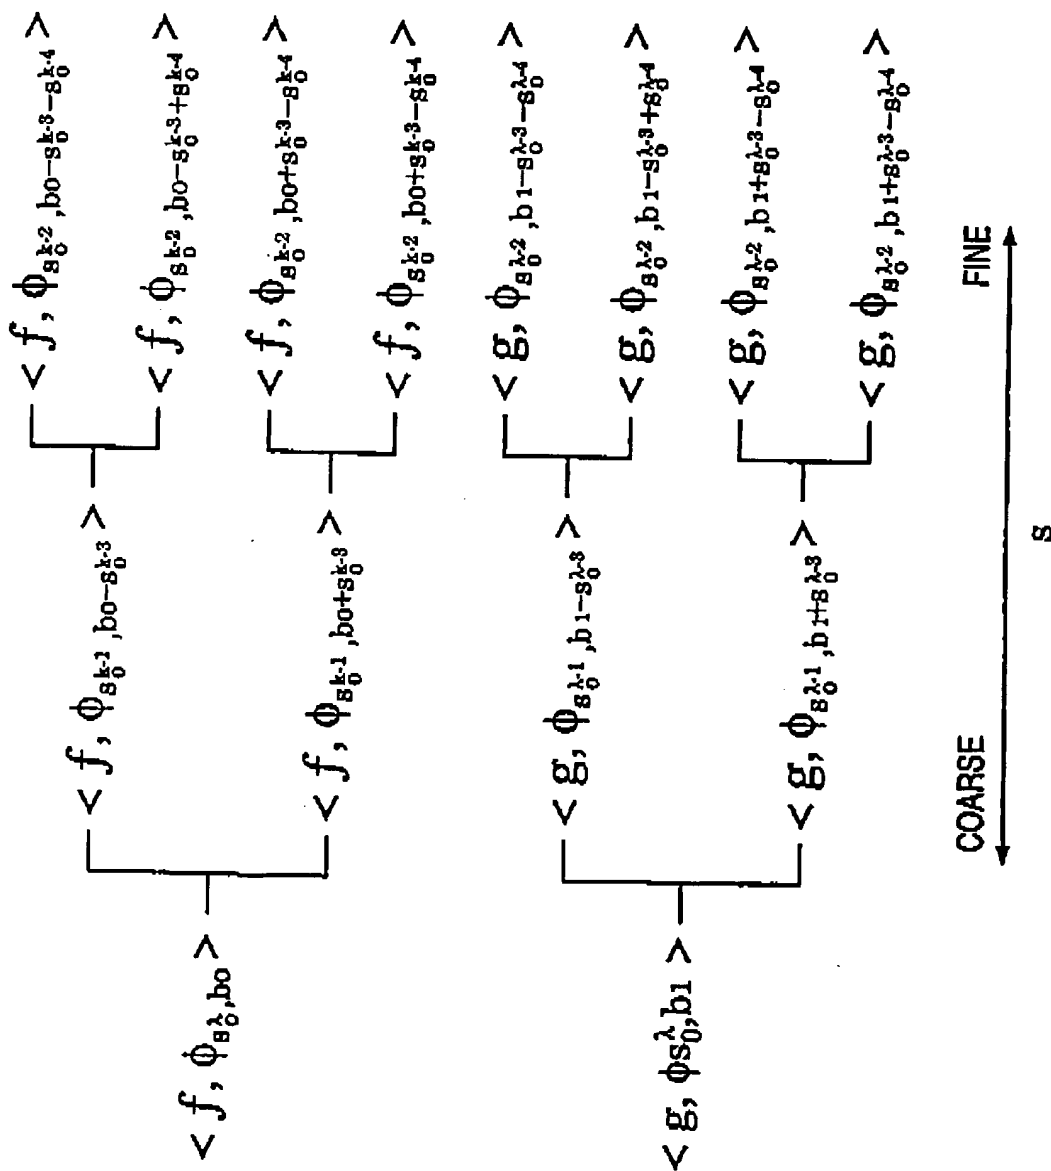 < f, ϕ_{s_0^λ,b0} >
< g, ϕs_0^λ,b1 >
< f, ϕ_{s_0^{k-1},b0−s_0^{k-3}} >
< f, ϕ_{s_0^{k-1},b0+s_0^{k-3}} >
< g, ϕ_{s_0^{λ-1},b1−s_0^{λ-3}} >
< g, ϕ_{s_0^{λ-1},b1+s_0^{λ-3}} >
< f, ϕ_{s_0^{k-2},b0−s_0^{k-3}−s_0^{k-4}} >
< f, ϕ_{s_0^{k-2},b0−s_0^{k-3}+s_0^{k-4}} >
< f, ϕ_{s_0^{k-2},b0+s_0^{k-3}−s_0^{k-4}} >
< f, ϕ_{s_0^{k-2},b0+s_0^{k-3}−s_0^{k-4}} >
< g, ϕ_{s_0^{λ-2},b1−s_0^{λ-3}−s_0^{λ-4}} >
< g, ϕ_{s_0^{λ-2},b1−s_0^{λ-3}+s_0^{λ-4}} >
< g, ϕ_{s_0^{λ-2},b1+s_0^{λ-3}−s_0^{λ-4}} >
< g, ϕ_{s_0^{λ-2},b1+s_0^{λ-3}−s_0^{λ-4}} >
COARSE
FINE
s